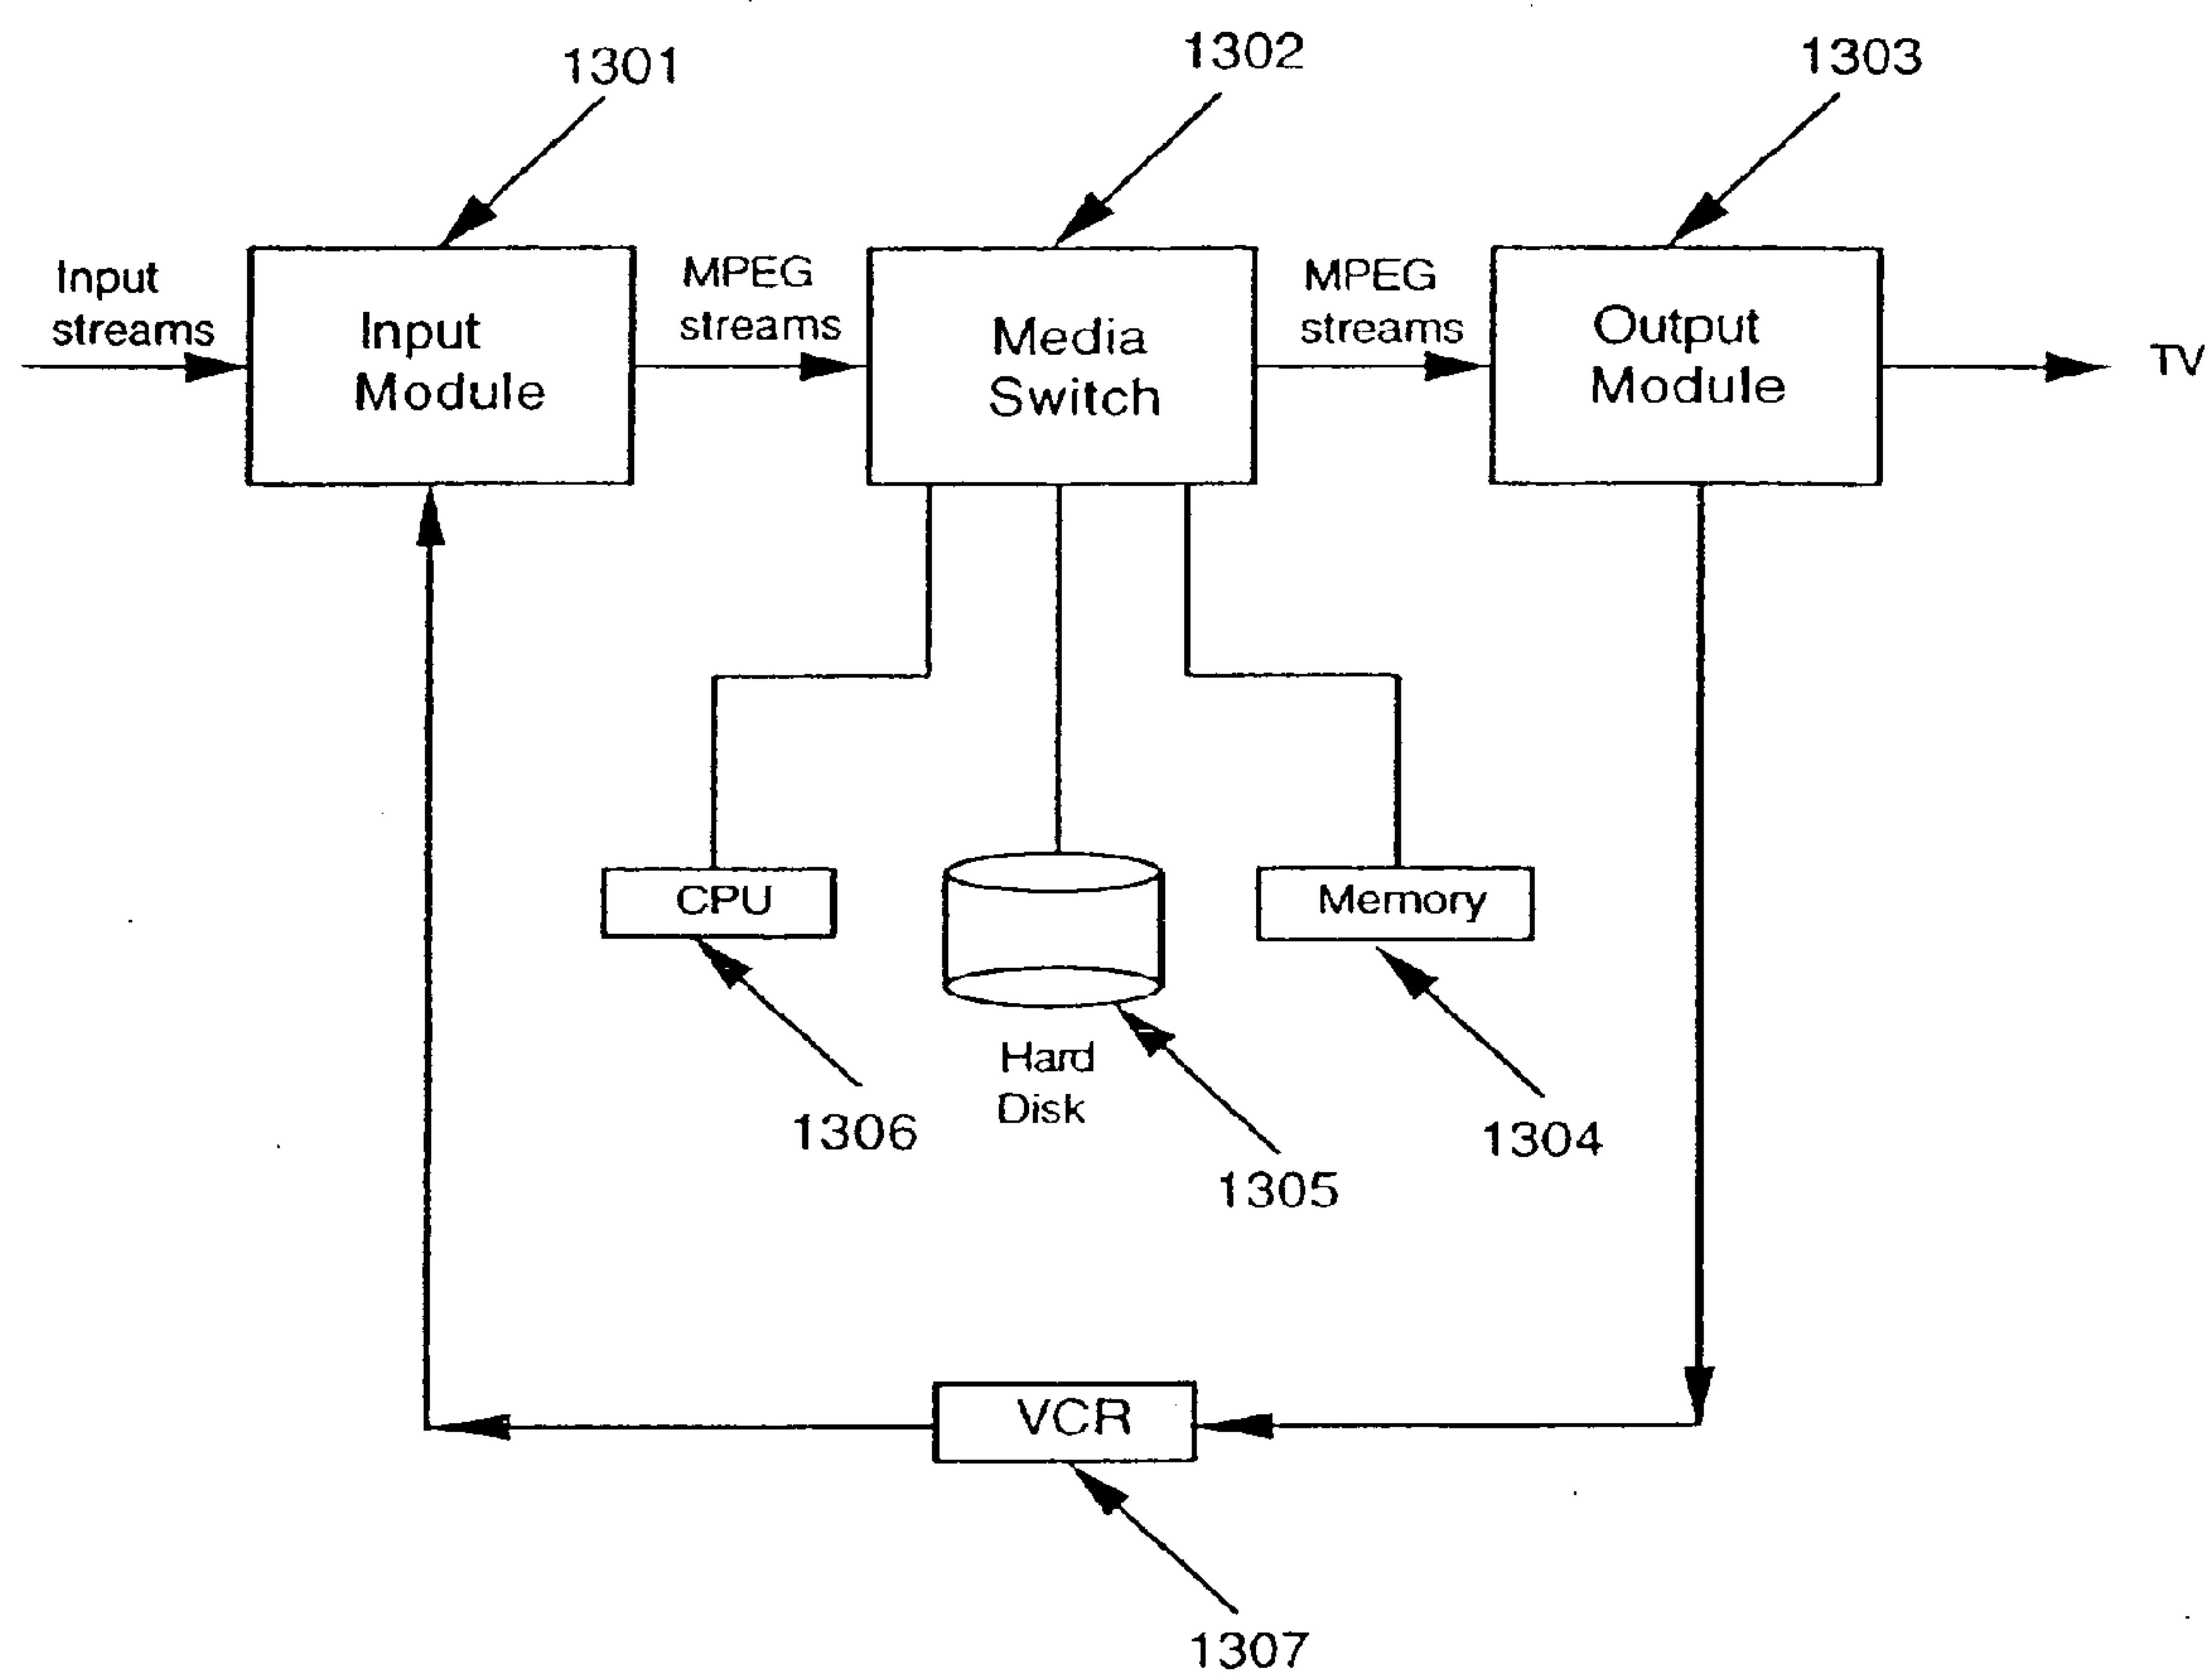 1301
1302
1303
Input
streams
Input
Module
MPEG
streams
Media
Switch
MPEG
streams
Output
Module
TV
CPU
Memory
Hard
Disk
1306
1305
1304
VCR
1307